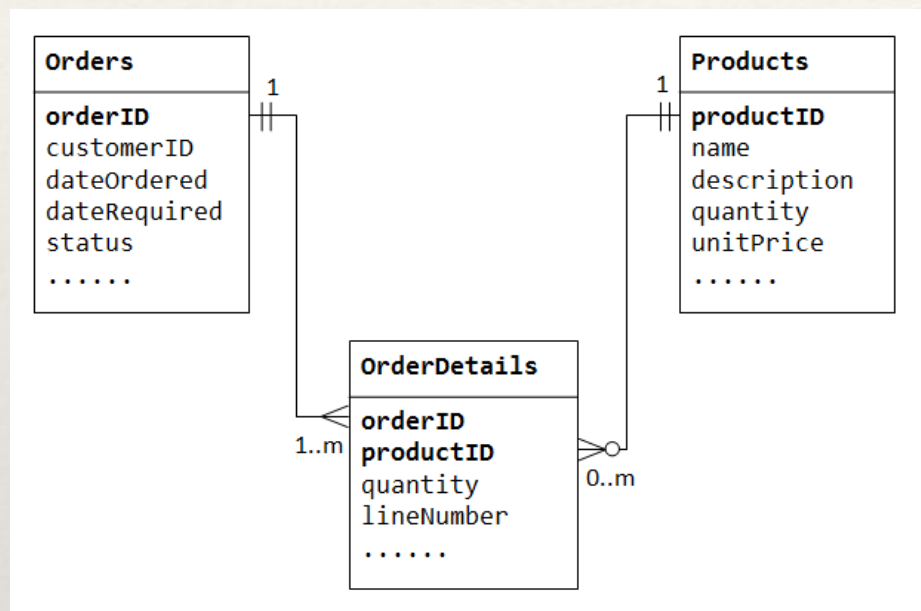 Orders
orderID
customerID
dateOrdered
dateRequired
status
......
1
1
Products
productID
name
description
quantity
unitPrice
......
OrderDetails
orderID
productID
quantity
lineNumber
......
1..m
0..m